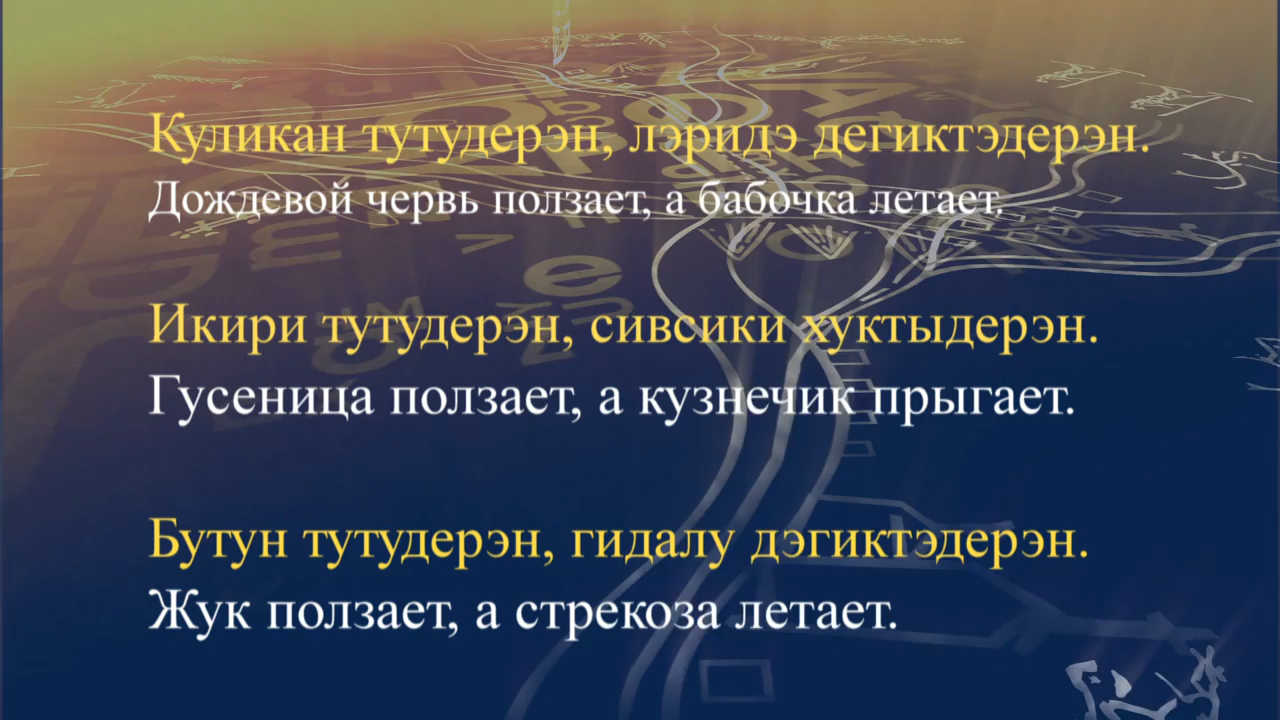 Куликан тутудерэн, лэридэ дегиктэдерэн.
Дождевой червь ползает, а бабочка летает.
Икири тутудерэн, сивсики хуктыдерэн.
Гусеница ползает, а кузнечик прыгает.
Бутун тутудерэн, гидалу дэгиктэдерэн.
Жук ползает, а стрекоза летает.